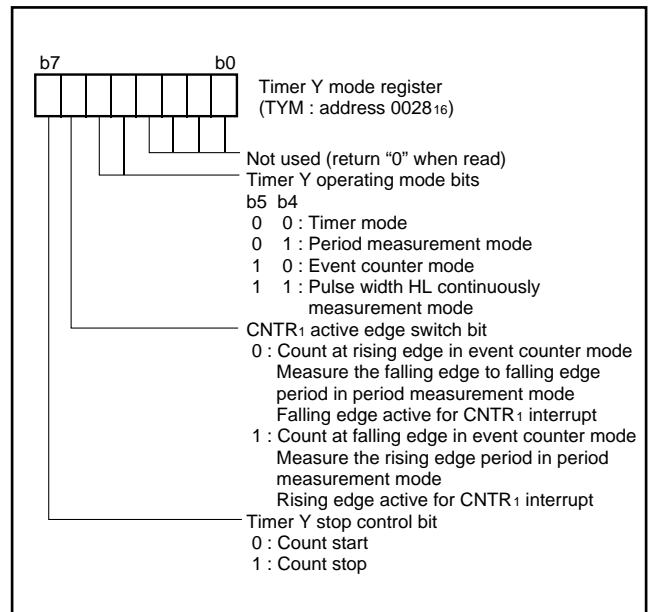 b7 b0
Timer Y mode register
(TYM : address 002816)
Not used (return “0” when read)
Timer Y operating mode bits
b5 b4
0 0 : Timer mode
0 1 : Period measurement mode
1 0 : Event counter mode
1 1 : Pulse width HL continuously
measurement mode
CNTR1 active edge switch bit
0 : Count at rising edge in event counter mode
Measure the falling edge to falling edge
period in period measurement mode
Falling edge active for CNTR1 interrupt
1 : Count at falling edge in event counter mode
Measure the rising edge period in period
measurement mode
Rising edge active for CNTR1 interrupt
Timer Y stop control bit
0 : Count start
1 : Count stop